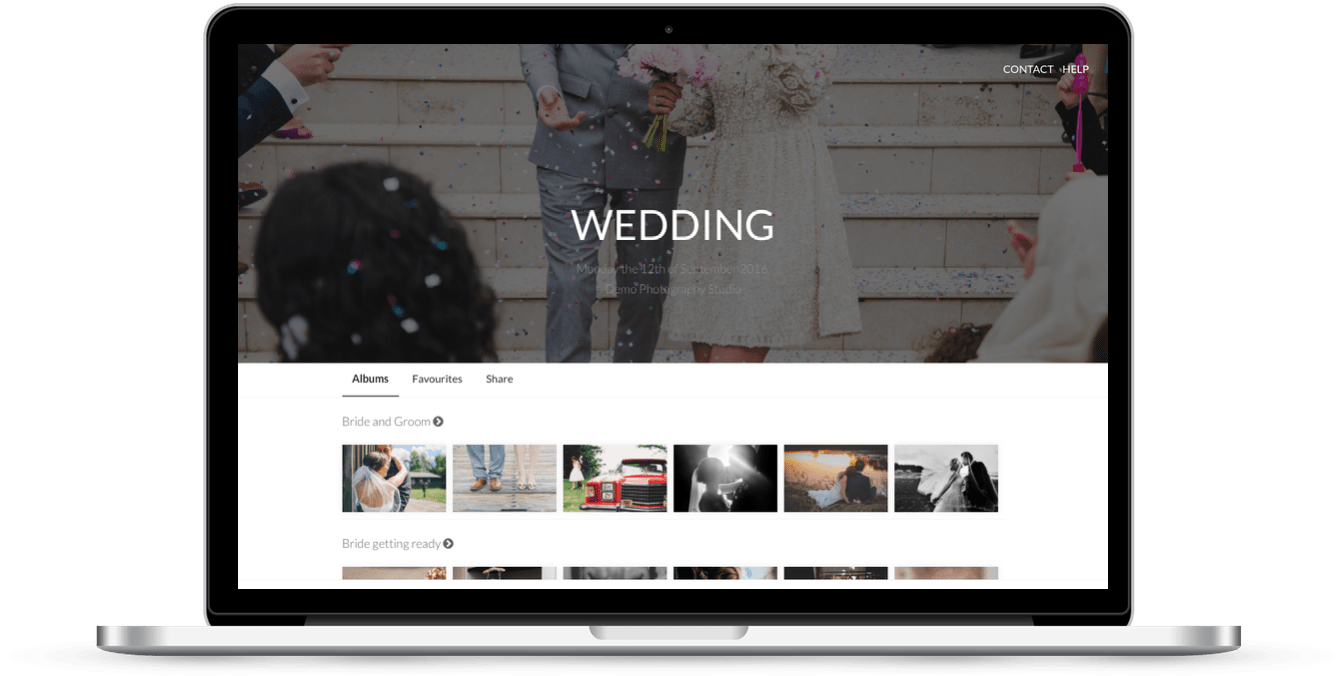 CONTACT HELP
WEDDING
Monday the 12th of September 2016
Demo Photography Studio
Albums Favourites Share
Bride and Groom
Bride getting ready